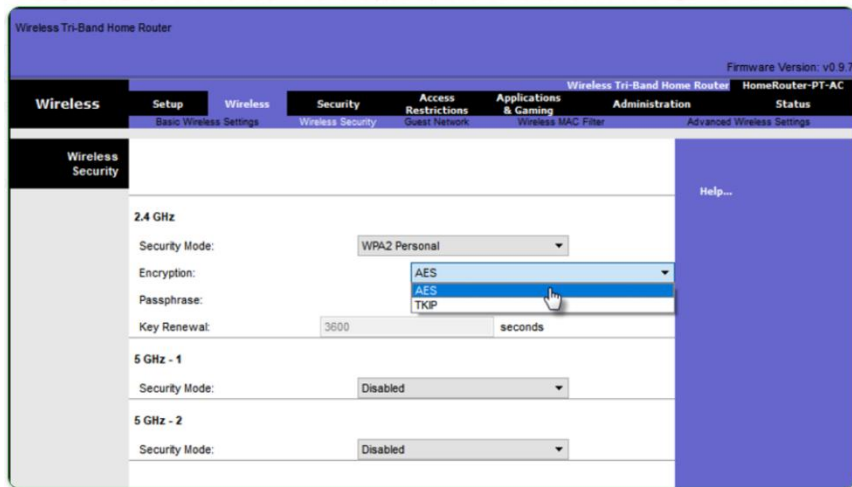 Wireless Tri-Band Home Router
Firmware Version: v0.9.7
Wireless Tri-Band Home Router HomeRouter-PT-AC
Wireless Setup Wireless Security Access Restrictions Applications & Gaming Administration Status
Basic Wireless Settings Wireless Security Guest Network Wireless MAC Filter Advanced Wireless Settings
Wireless Security
Help...
2.4 GHz
Security Mode: WPA2 Personal
Encryption: AES
AES
Passphrase: TKIP
Key Renewal: 3600 seconds
5 GHz - 1
Security Mode: Disabled
5 GHz - 2
Security Mode: Disabled